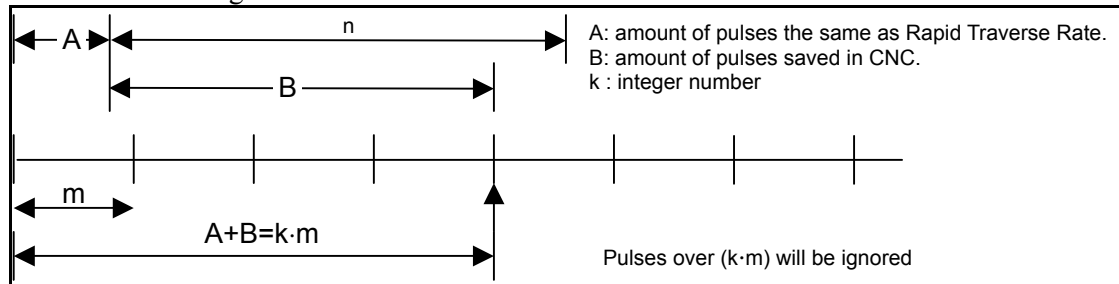 A
n
A: amount of pulses the same as Rapid Traverse Rate.
B: amount of pulses saved in CNC.
k : integer number
B
m
A+B=k·m
Pulses over (k·m) will be ignored